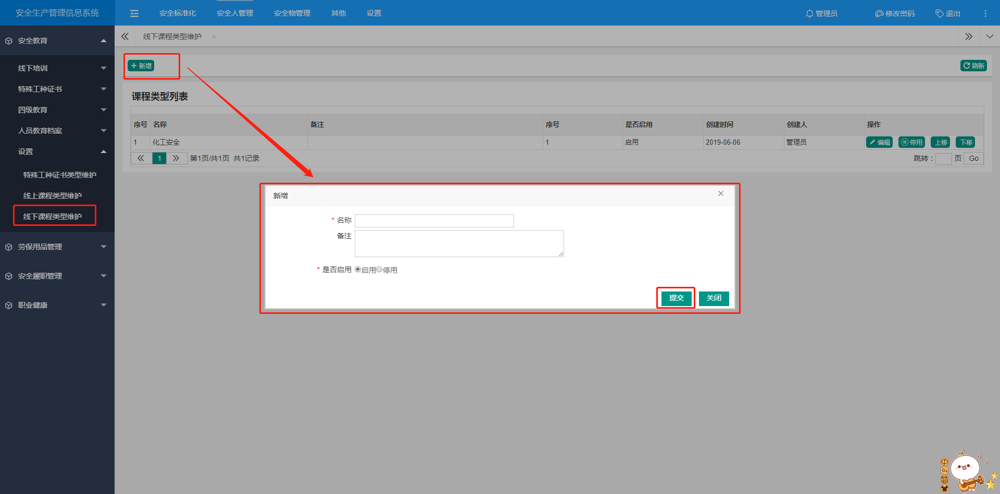 安全生产管理信息系统
安全标准化 安全人管理 安全物管理 其他 设置
管理员 修改密码 退出
线下课程类型维护
安全教育
线下培训
特殊工种证书
四级教育
人员教育档案
设置
特殊工种证书类型维护
线上课程类型维护
线下课程类型维护
劳保用品管理
安全履职管理
职业健康
新增
刷新
课程类型列表
序号 名称 备注 序号 是否启用 创建时间 创建人 操作
1 化工安全 1 启用 2019-06-06 管理员 编辑 停用 上移 下移
1 第1页/共1页 共1记录 跳转： 页 Go
新增
* 名称
备注
* 是否启用 启用 停用
提交 关闭
中
简